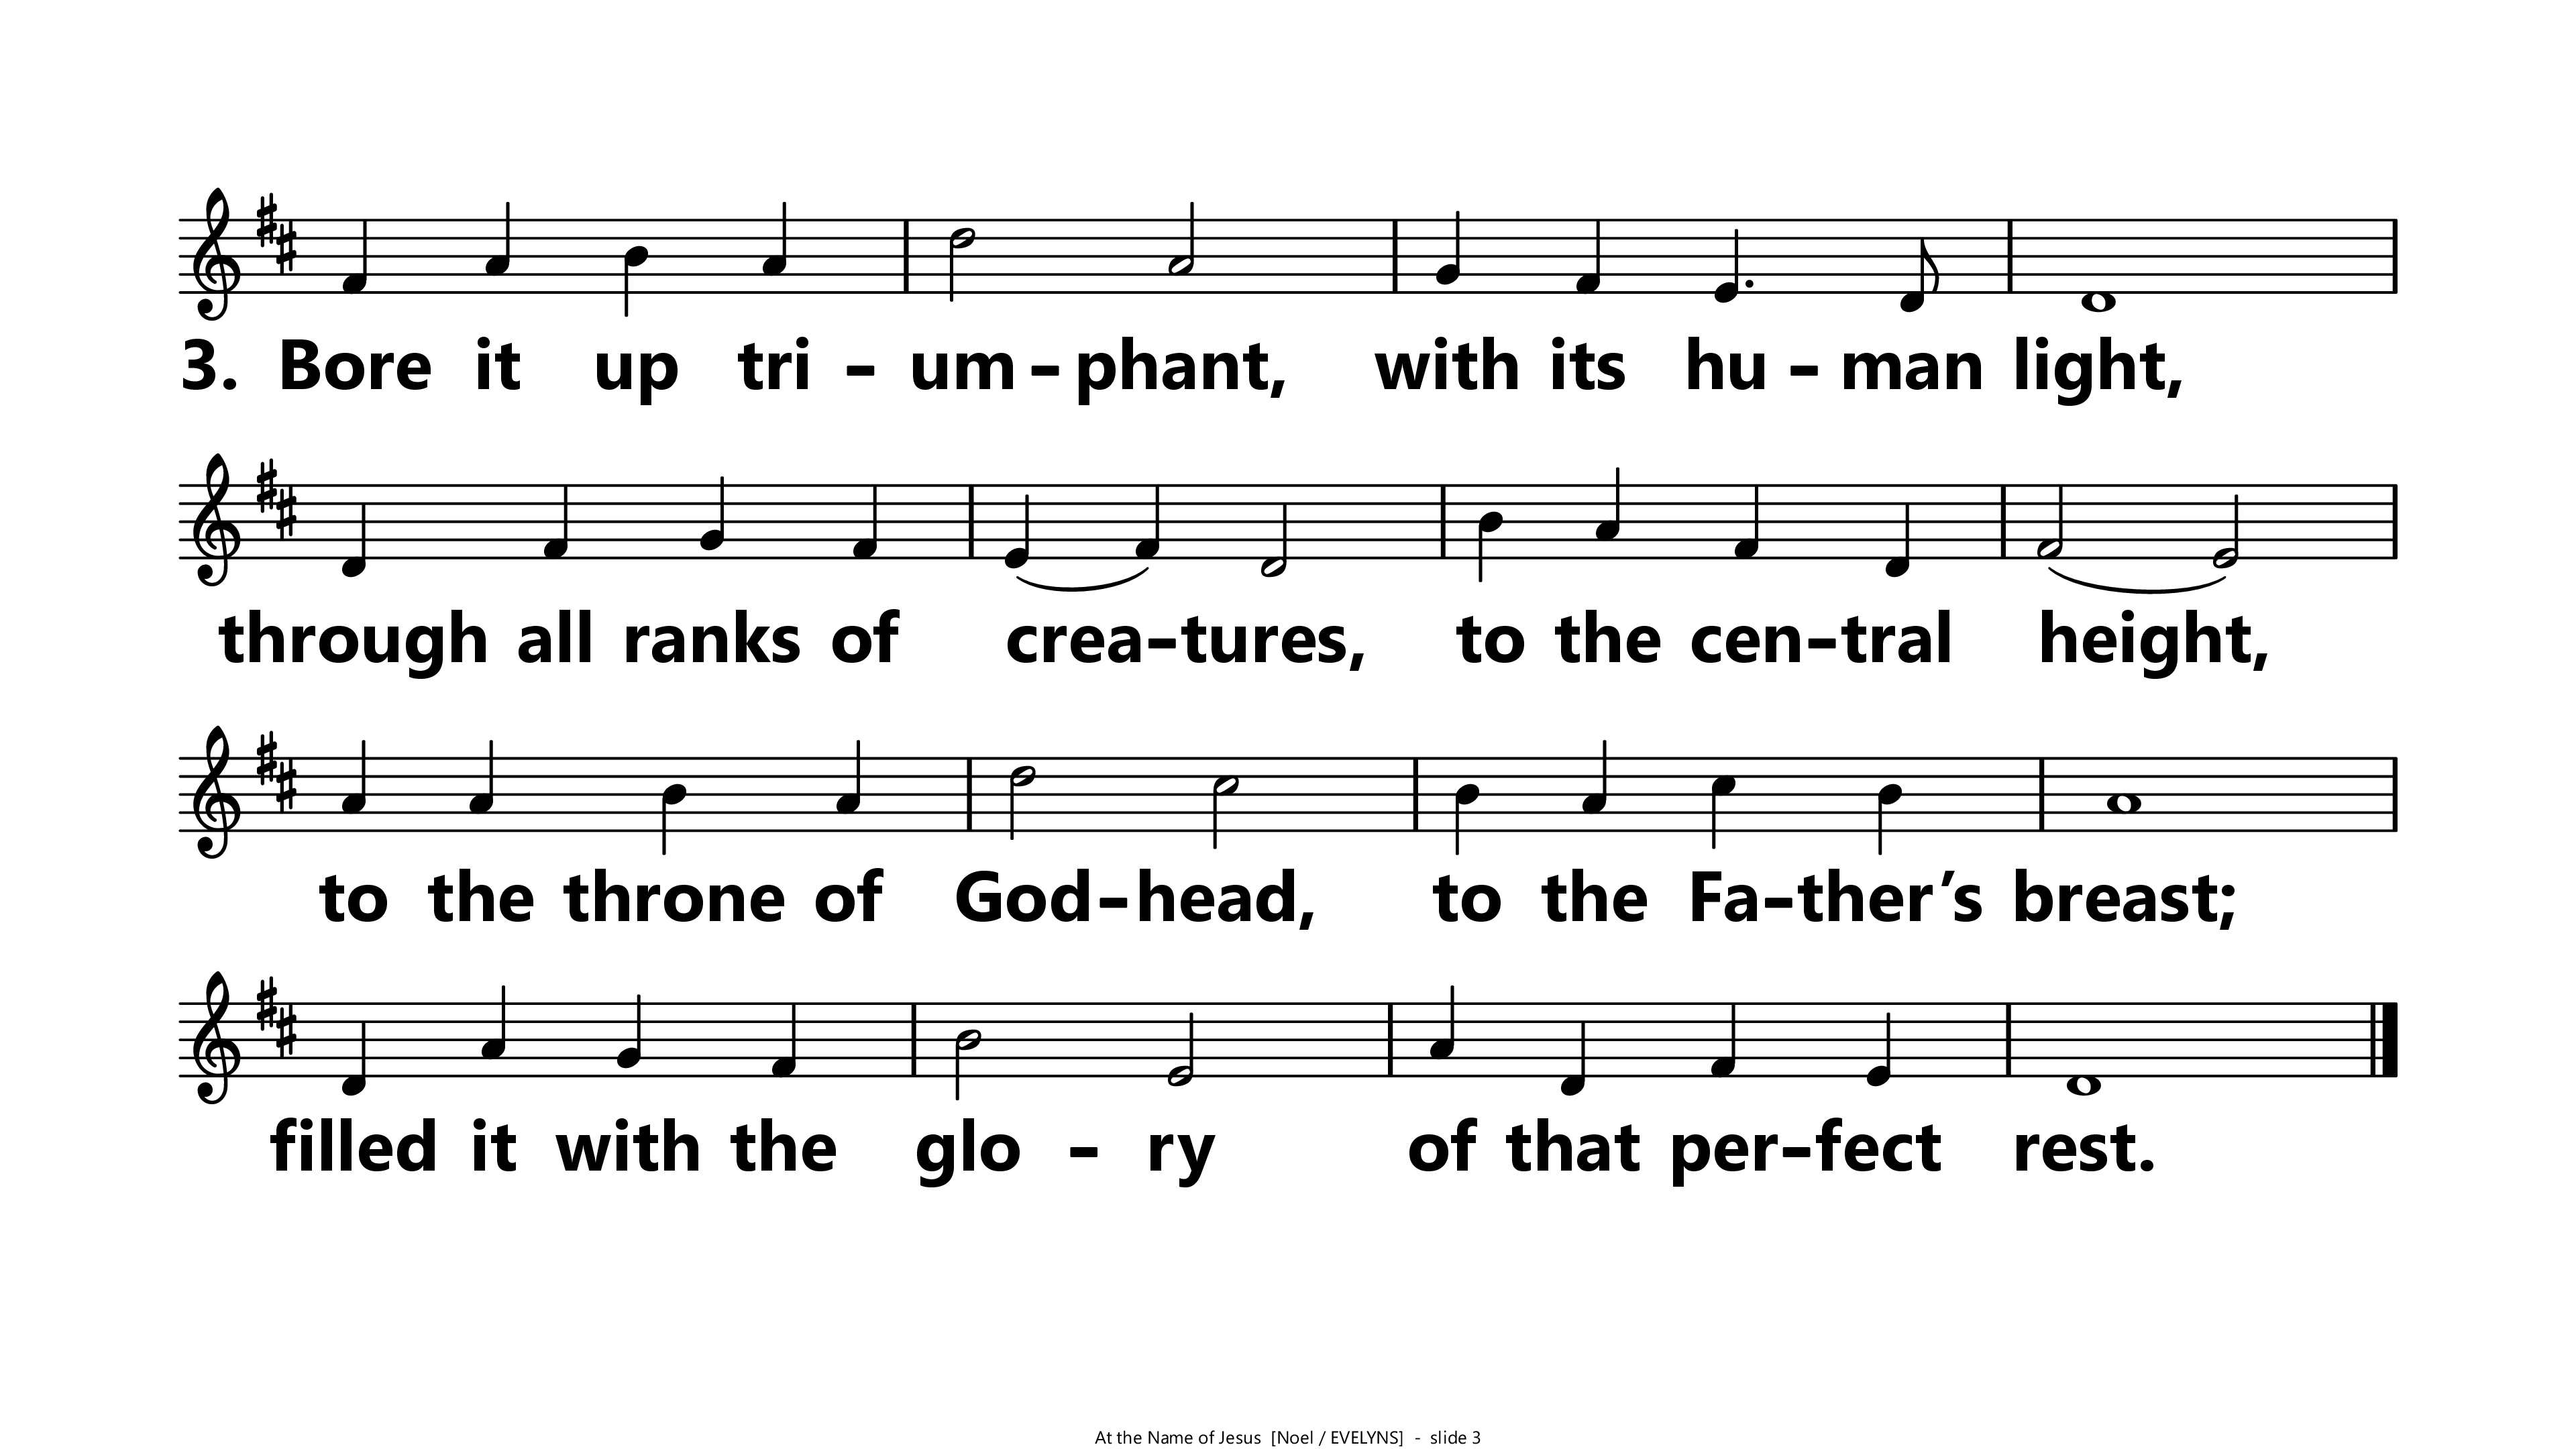 3. Bore it up tri - um - phant, with its hu - man light,
through all ranks of crea-tures, to the cen-tral height,
to the throne of God-head, to the Fa-ther’s breast;
filled it with the glo - ry of that per-fect rest.
At the Name of Jesus [Noel / EVELYNS] - slide 3